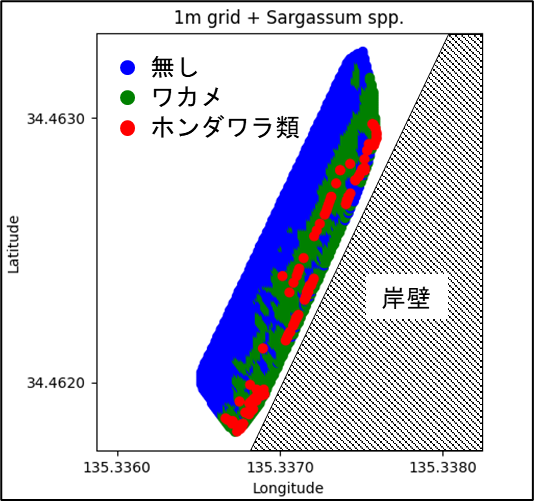 1m grid + Sargassum spp.
無し
ワカメ
ホンダワラ類
34.4630
34.4620
Latitude
岸壁
135.3360
135.3370
135.3380
Longitude